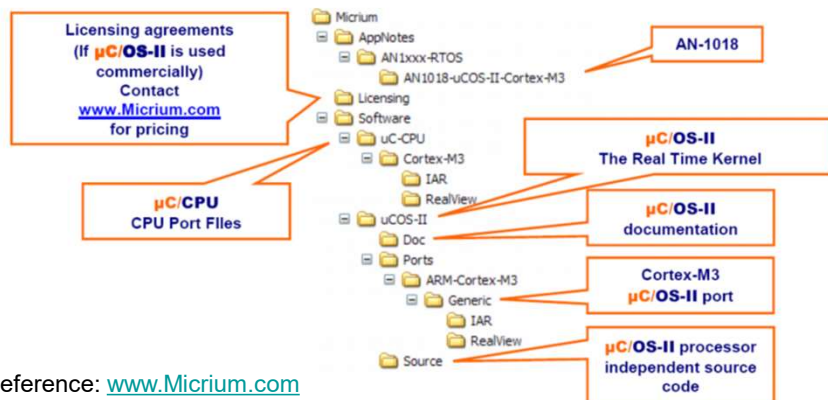 Licensing agreements
(If µC/OS-II is used
commercially)
Contact
www.Micrium.com
for pricing
Micrium
AppNotes
AN1xxx-RTOS
AN1018-uCOS-II-Cortex-M3
AN-1018
Licensing
Software
uC-CPU
Cortex-M3
IAR
RealView
µC/OS-II
The Real Time Kernel
µC/CPU
CPU Port FIles
uCOS-II
Doc
µC/OS-II
documentation
Ports
ARM-Cortex-M3
Generic
IAR
RealView
Cortex-M3
µC/OS-II port
Source
µC/OS-II processor
independent source
code
eference: www.Micrium.com